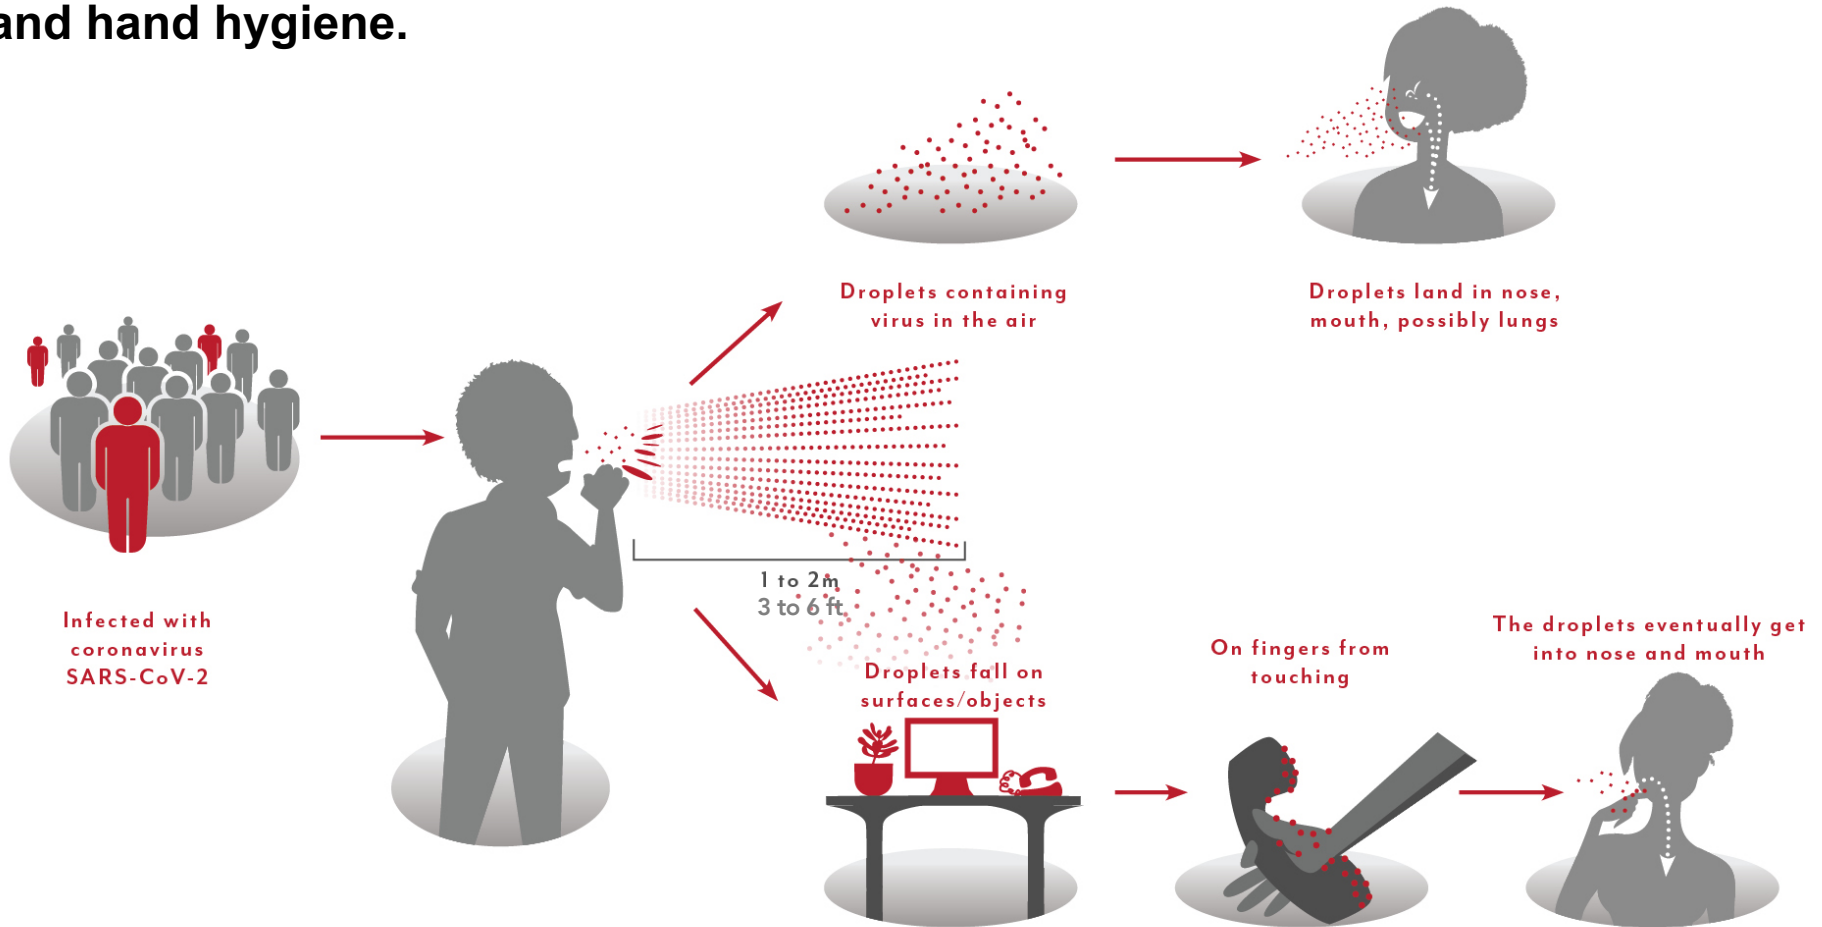 and hand hygiene.
Droplets containing
virus in the air
Droplets land in nose,
mouth, possibly lungs
Infected with
coronavirus
SARS-CoV-2
1 to 2m
3 to 6 ft
Droplets fall on
surfaces/objects
On fingers from
touching
The droplets eventually get
into nose and mouth